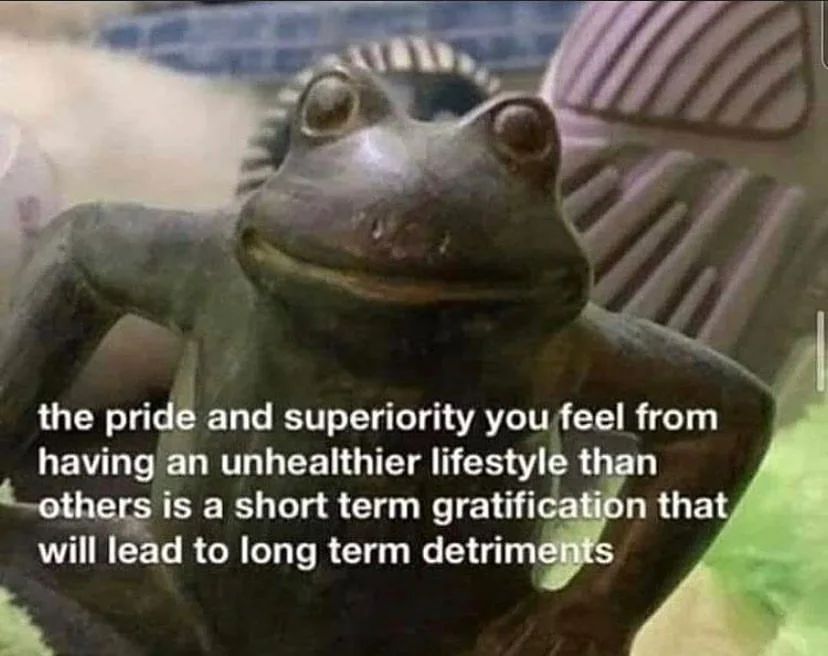 the pride and superiority you feel from
having an unhealthier lifestyle than
others is a short term gratification that
will lead to long term detriments